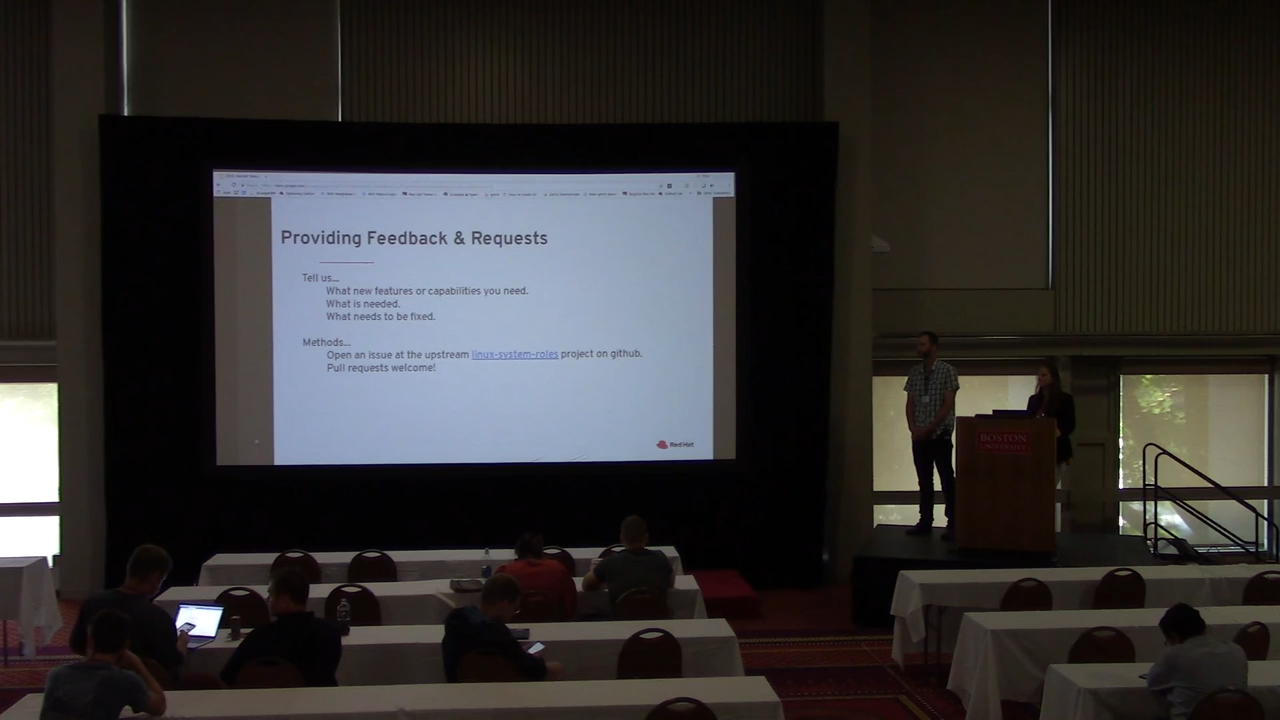 Providing Feedback & Requests
Tell us...
What new features or capabilities you need.
What is needed.
What needs to be fixed.
Methods...
Open an issue at the upstream linux-system-roles project on github.
Pull requests welcome!
Red Hat
BOSTON
UNIVERSITY